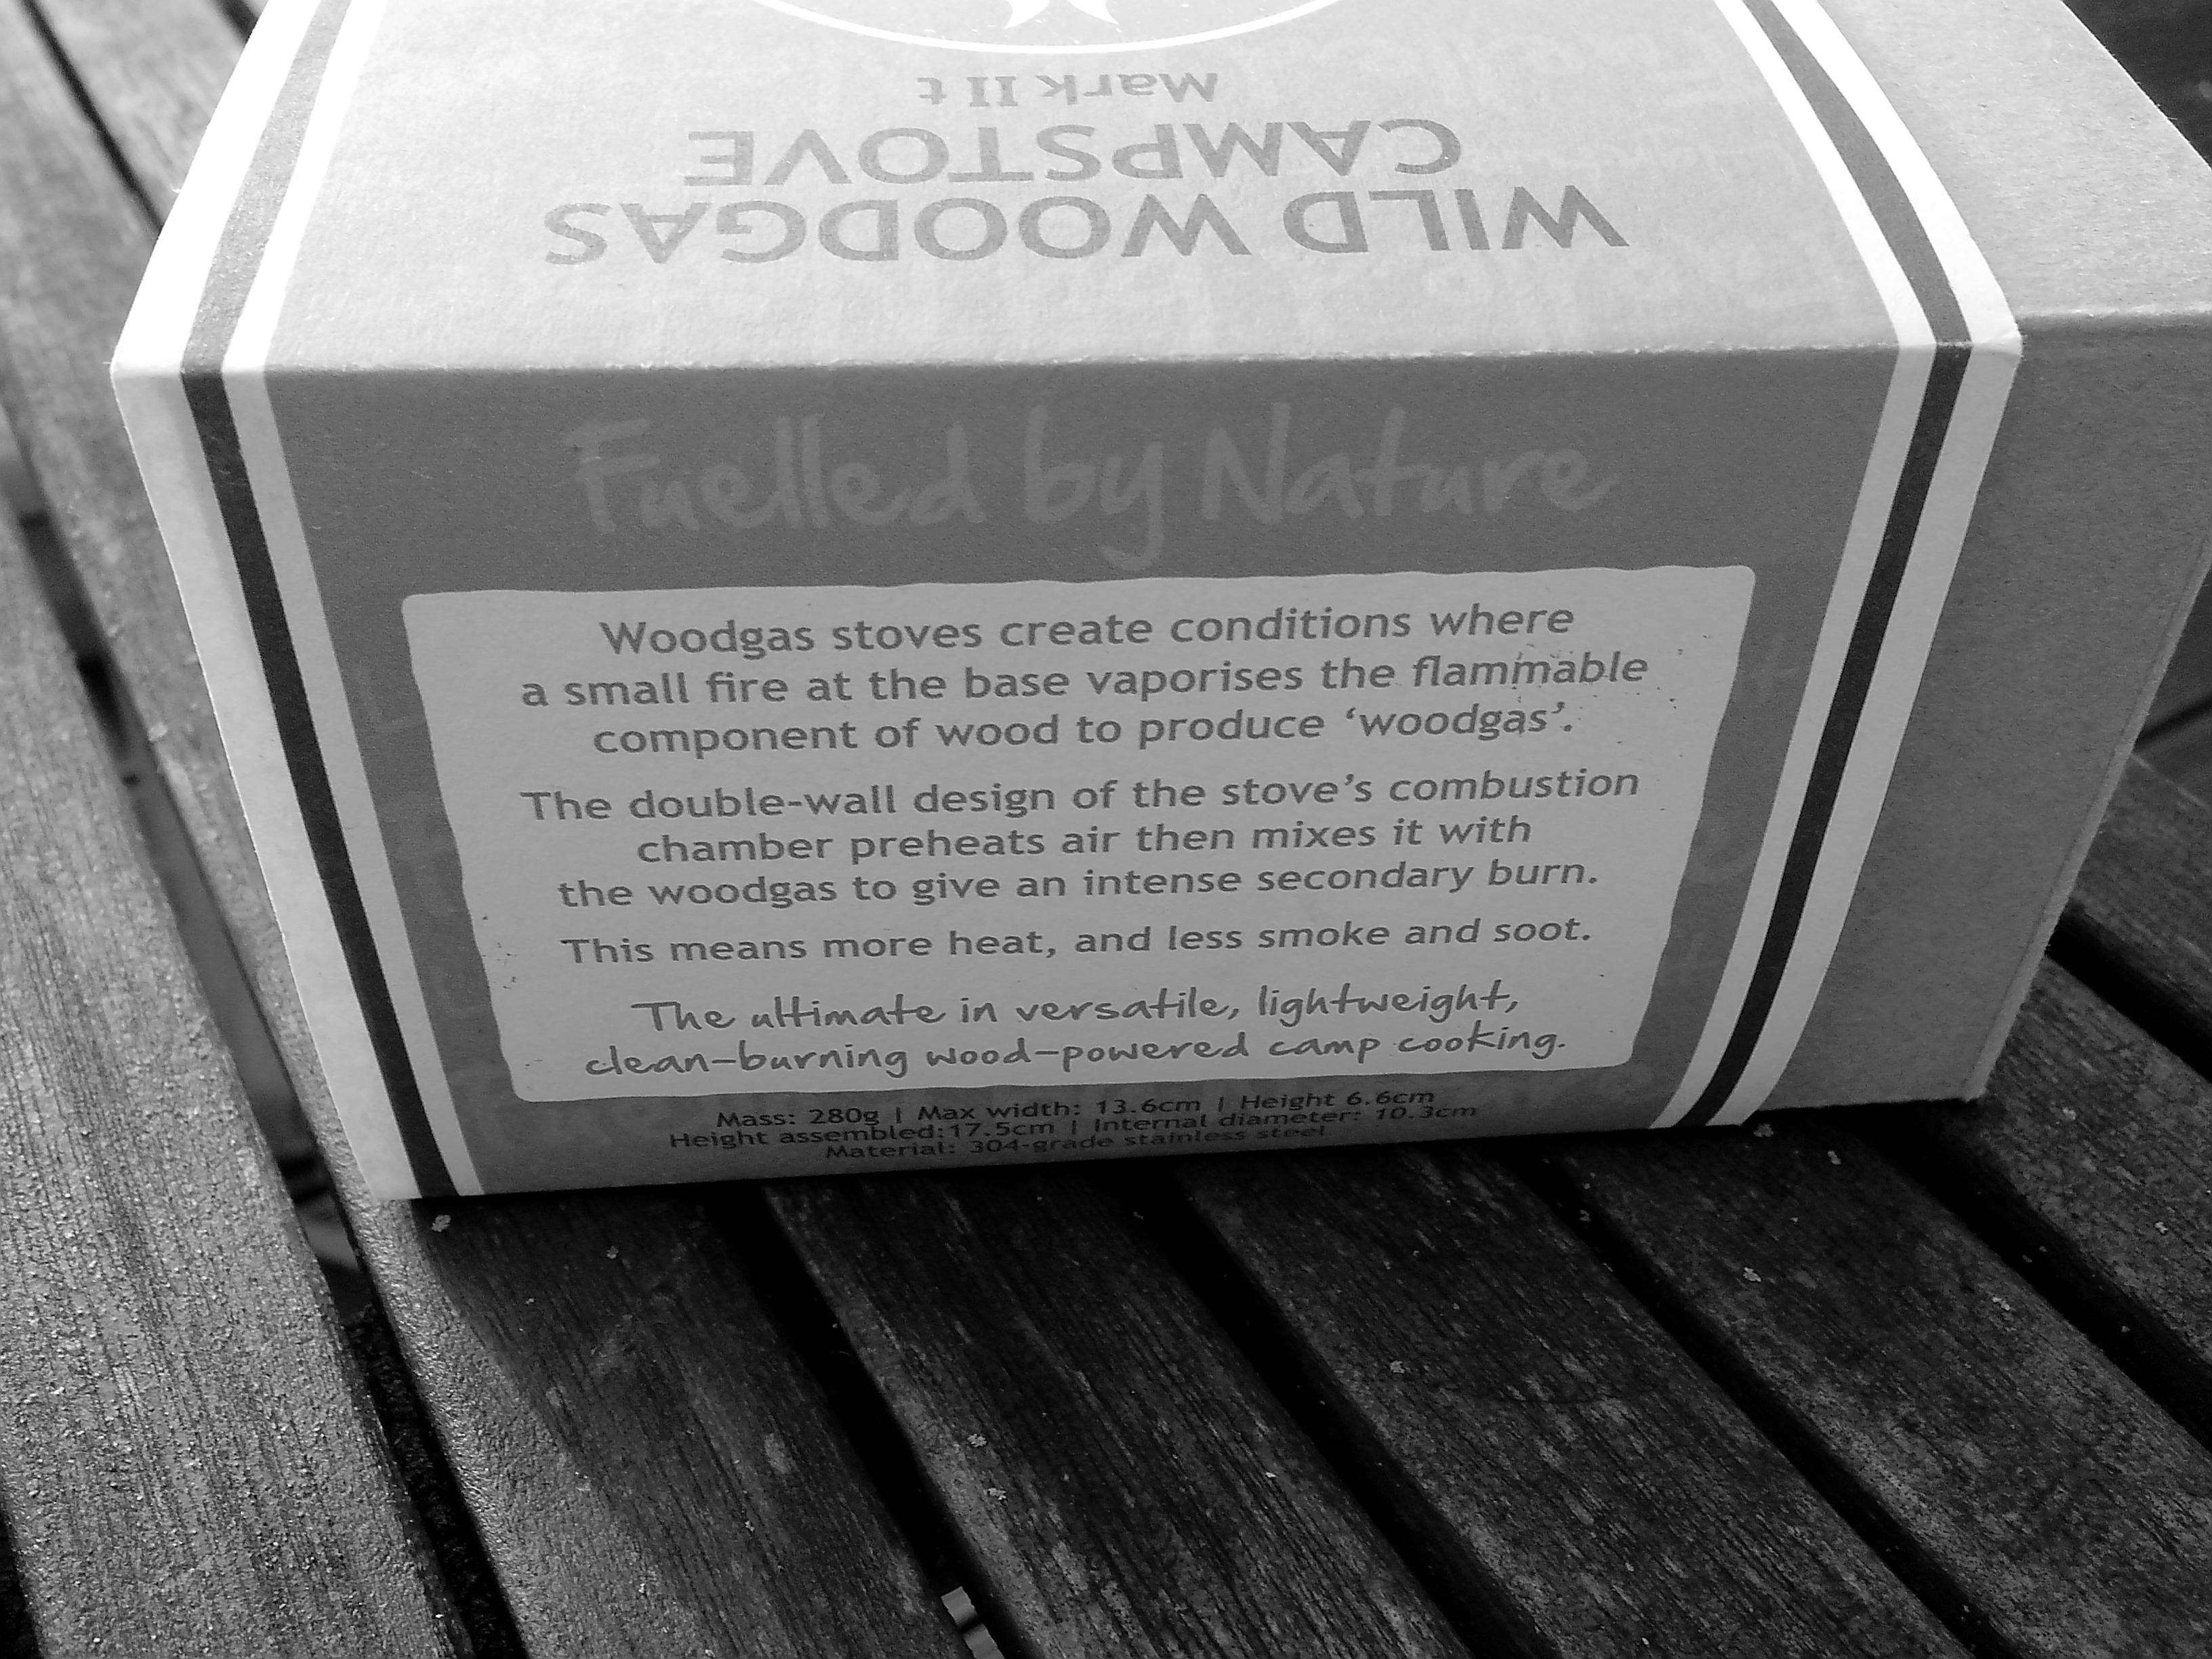 Mark II t
CAMPSTOVE
WILD WOODGAS
Fuelled by Nature
Woodgas stoves create conditions where
a small fire at the base vaporises the flammable
component of wood to produce ‘woodgas’.
The double-wall design of the stove’s combustion
chamber preheats air then mixes it with
the woodgas to give an intense secondary burn.
This means more heat, and less smoke and soot.
The ultimate in versatile, lightweight,
clean-burning wood-powered camp cooking.
Mass: 280g | Max width: 13.6cm | Height 6.6cm
Height assembled:17.5cm | Internal diameter: 10.3cm
Material: 304-grade stainless steel